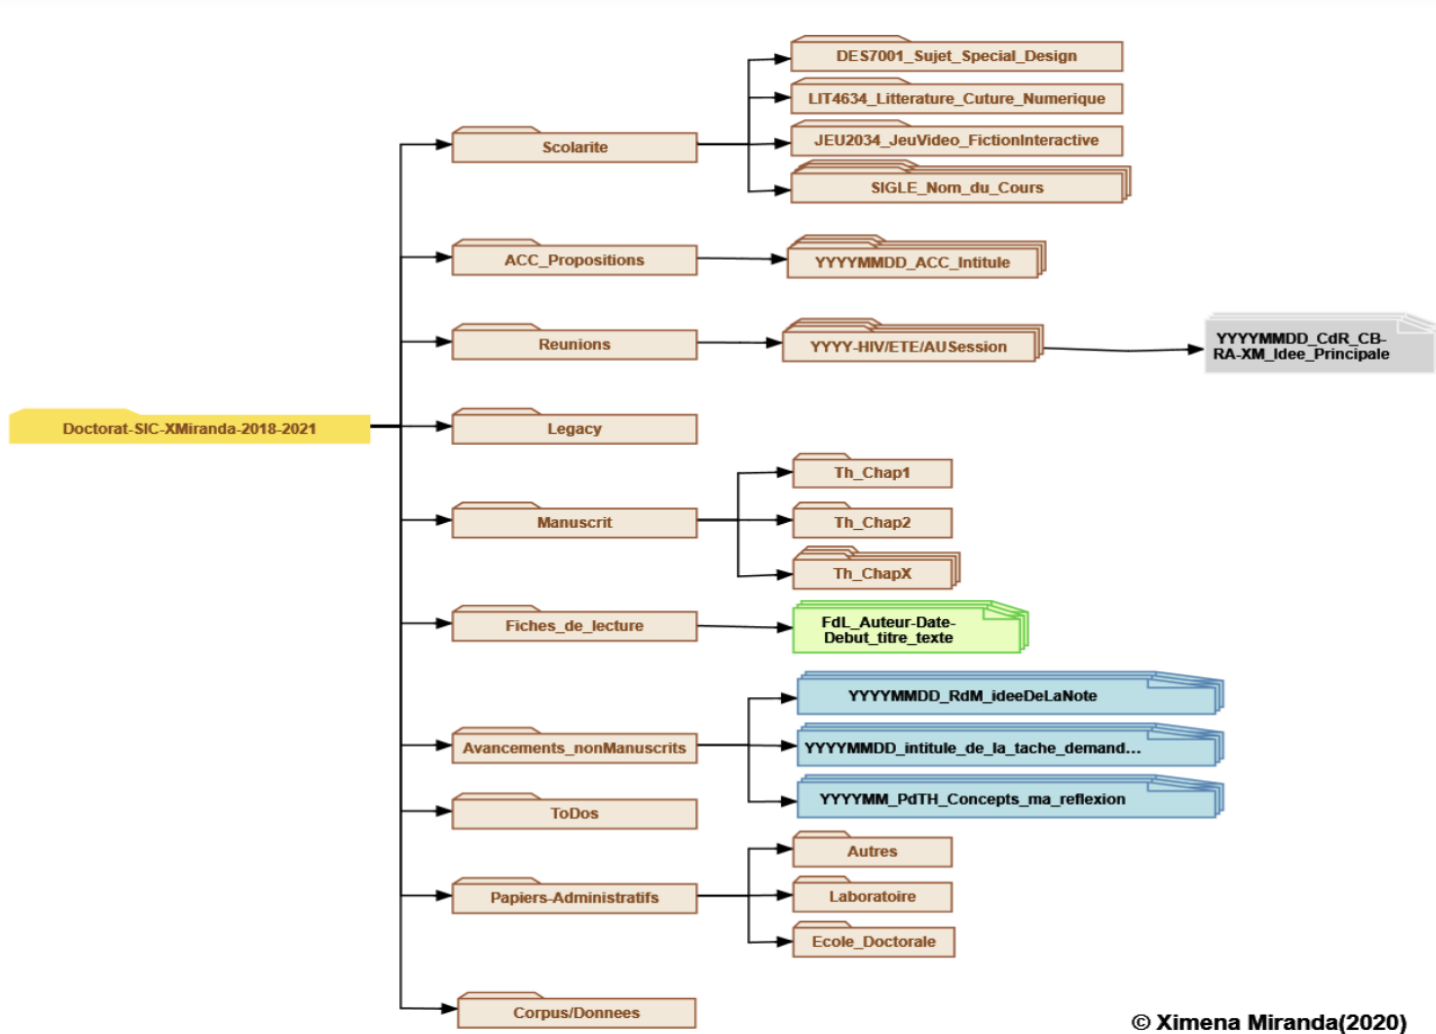 DES7001_Sujet_Special_Design
LIT4634_Litterature_Cuture_Numerique
JEU2034_JeuVideo_FictionInteractive
Scolarite
SIGLE_Nom_du_Cours
ACC_Propositions
YYYYMMDD_ACC_Intitule
Reunions
YYYY-HIV/ETE/AUSession
YYYYMMDD_CdR_CB-
RA-XM_Idee_Principale
Doctorat-SIC-XMiranda-2018-2021
Legacy
Th_Chap1
Manuscrit
Th_Chap2
Th_ChapX
Fiches_de_lecture
FdL_Auteur-Date-
Debut_titre_texte
YYYYMMDD_RdM_ideeDeLaNote
Avancements_nonManuscrits
YYYYMMDD_intitule_de_la_tache_demand...
YYYYMM_PdTH_Concepts_ma_reflexion
ToDos
Autres
Papiers-Administratifs
Laboratoire
Ecole_Doctorale
Corpus/Donnees
© Ximena Miranda(2020)